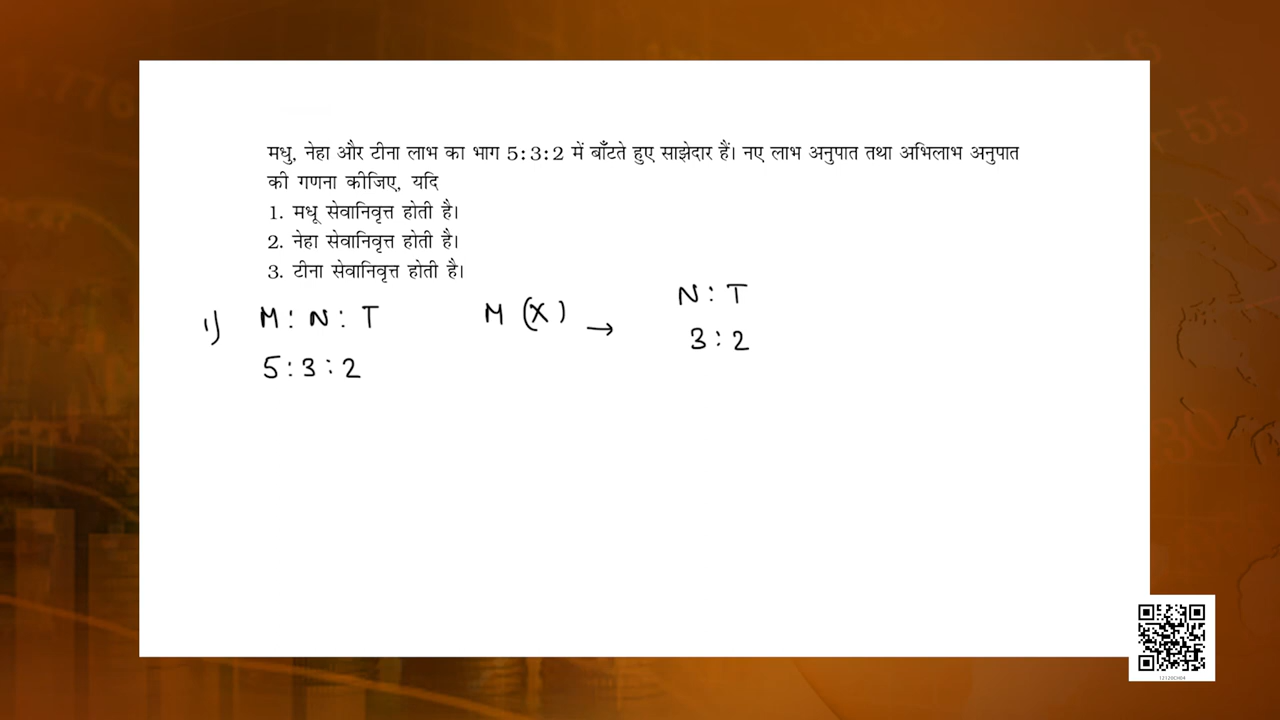 मधु, नेहा और टीना लाभ का भाग 5:3:2 में बाँटते हुए साझेदार हैं। नए लाभ अनुपात तथा अभिलाभ अनुपात
की गणना कीजिए, यदि
1. मधू सेवानिवृत्त होती है।
2. नेहा सेवानिवृत्त होती है।
3. टीना सेवानिवृत्त होती है।
1) M : N : T M (X) → N : T
5 : 3 : 2 3 : 2
12120CH04